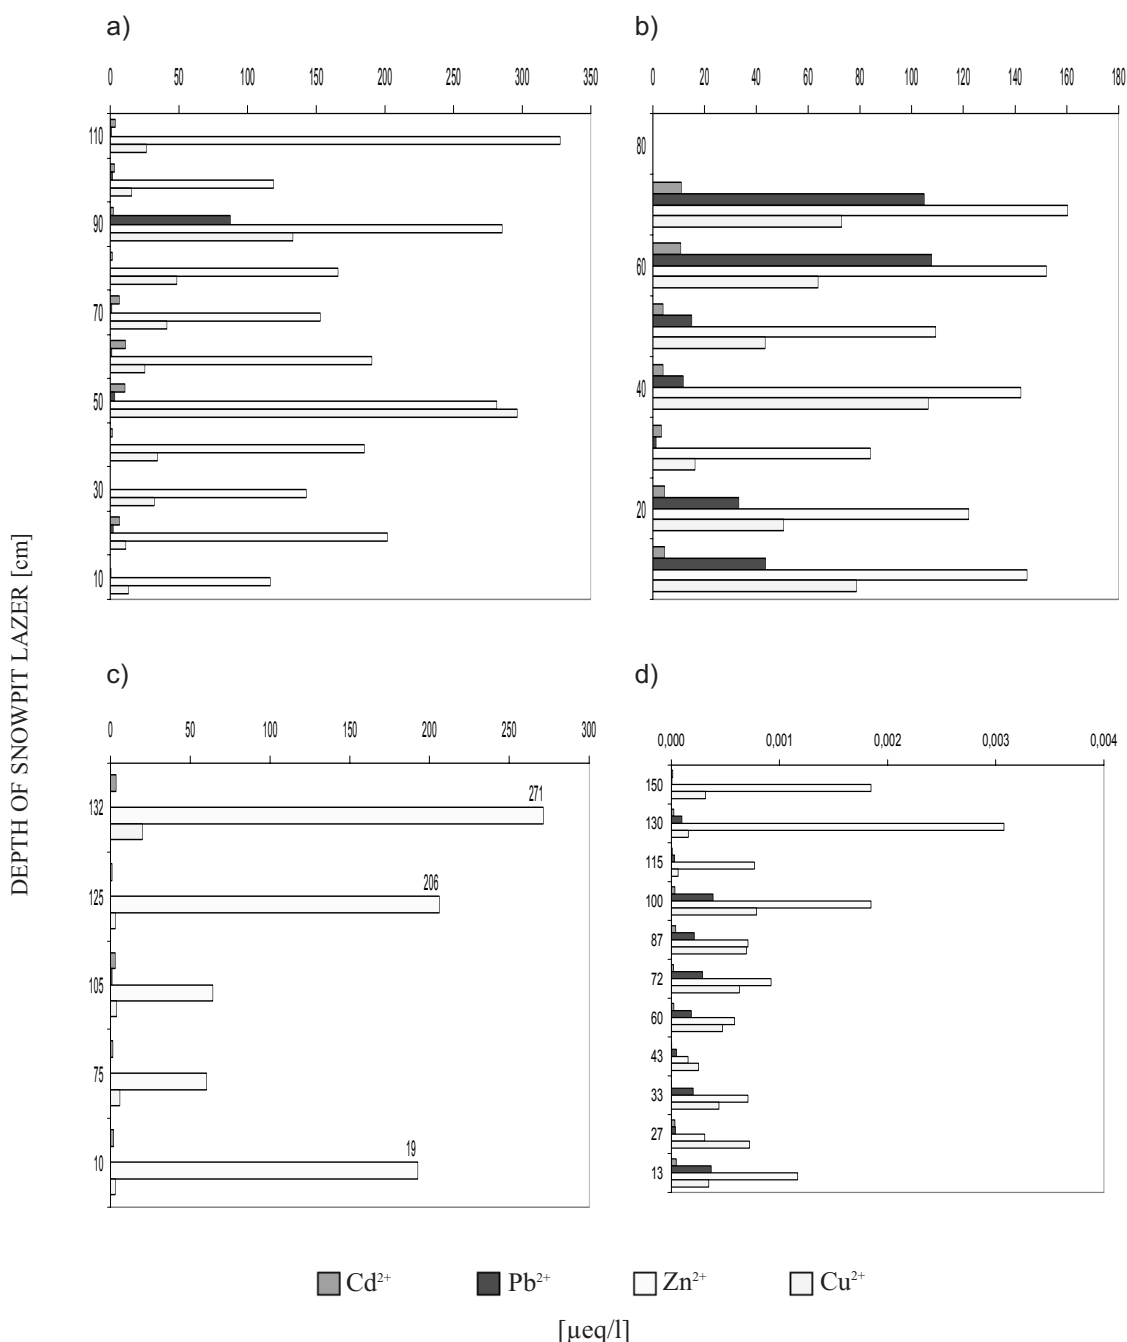 a)
0 50 100 150 200 250 300 350
110
90
70
50
30
10
b)
0 20 40 60 80 100 120 140 160 180
80
60
40
20
DEPTH OF SNOWPIT LAZER [cm]
c)
0 50 100 150 200 250 300
132
271
125
206
105
75
10
19
d)
0,000 0,001 0,002 0,003 0,004
150
130
115
100
87
72
60
43
33
27
13
Cd²⁺ Pb²⁺ Zn²⁺ Cu²⁺
[µeq/l]